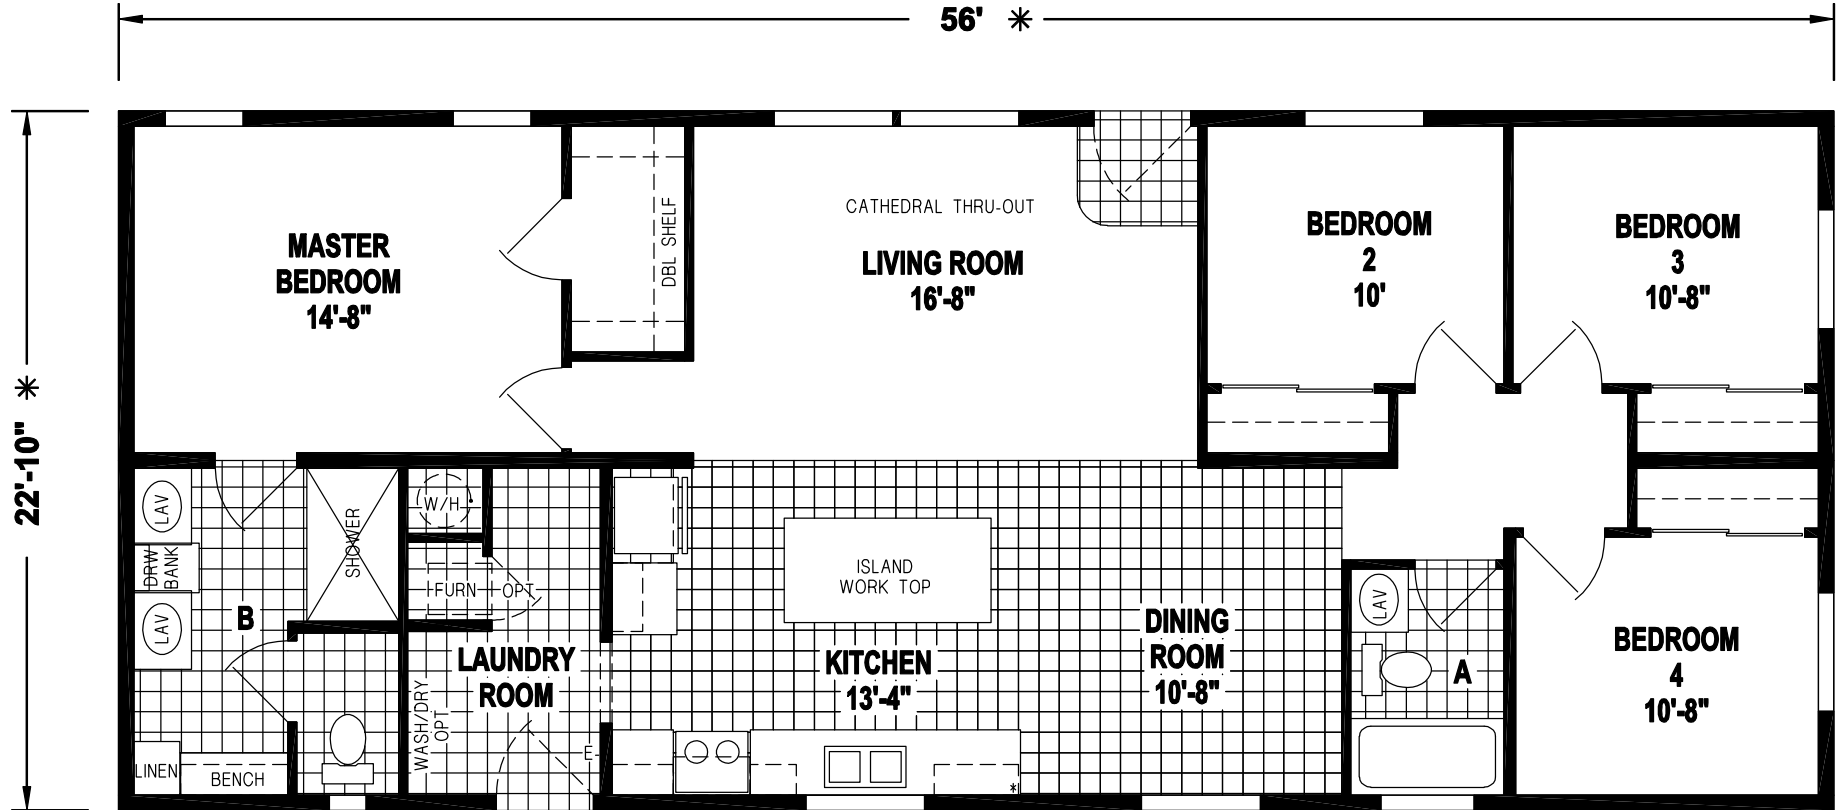 56' ✳
22'-10" ✳
MASTER
BEDROOM
14'-8"
DBL SHELF
CATHEDRAL THRU-OUT
LIVING ROOM
16'-8"
BEDROOM
2
10'
BEDROOM
3
10'-8"
LAV
DRW
BANK
LAV
B
SHOWER
LINEN
BENCH
W/H
FURN
OPT
LAUNDRY
ROOM
WASH/DRY
OPT
E
ISLAND
WORK TOP
KITCHEN
13'-4"
*
DINING
ROOM
10'-8"
LAV
A
BEDROOM
4
10'-8"